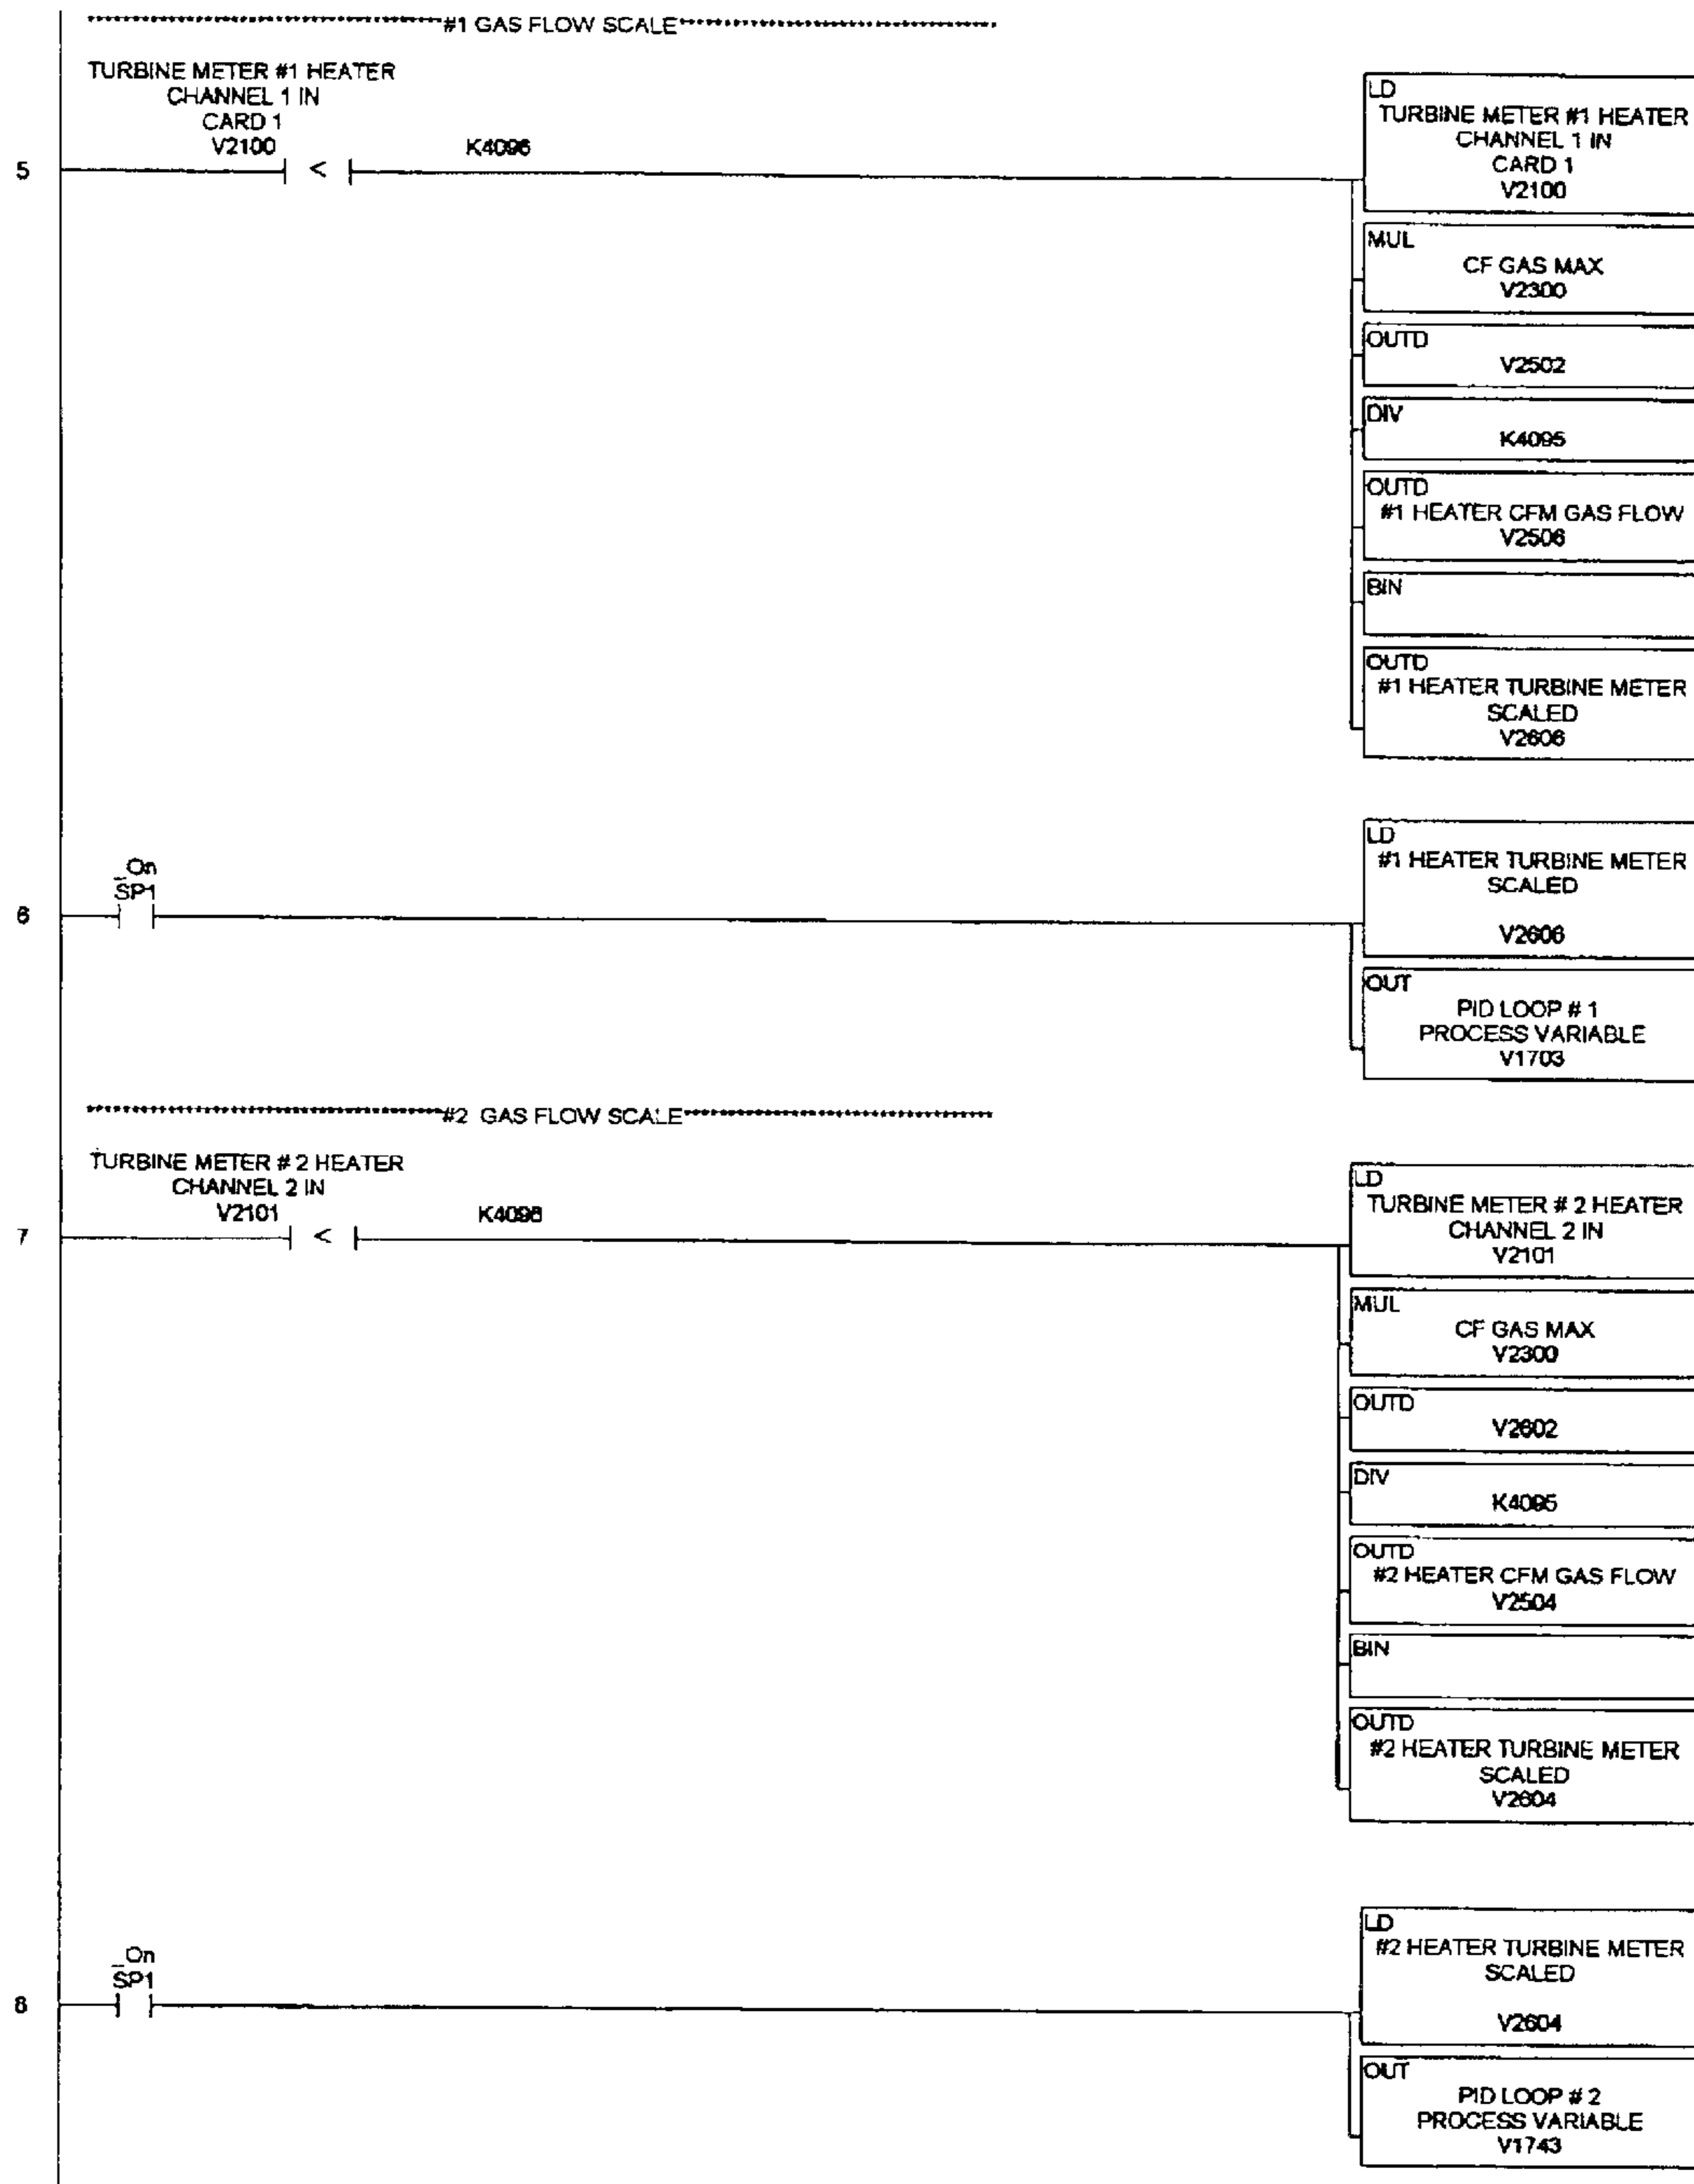 #1 GAS FLOW SCALE
TURBINE METER #1 HEATER
CHANNEL 1 IN
CARD 1
V2100
K4096
<
5
LD
TURBINE METER #1 HEATER
CHANNEL 1 IN
CARD 1
V2100
MUL
CF GAS MAX
V2300
OUTD
V2502
DIV
K4095
OUTD
#1 HEATER CFM GAS FLOW
V2506
BIN
OUTD
#1 HEATER TURBINE METER
SCALED
V2606
6
_On
SP1
LD
#1 HEATER TURBINE METER
SCALED
V2606
OUT
PID LOOP # 1
PROCESS VARIABLE
V1703
#2 GAS FLOW SCALE
TURBINE METER # 2 HEATER
CHANNEL 2 IN
V2101
K4096
<
7
LD
TURBINE METER # 2 HEATER
CHANNEL 2 IN
V2101
MUL
CF GAS MAX
V2300
OUTD
V2602
DIV
K4095
OUTD
#2 HEATER CFM GAS FLOW
V2504
BIN
OUTD
#2 HEATER TURBINE METER
SCALED
V2604
8
_On
SP1
LD
#2 HEATER TURBINE METER
SCALED
V2604
OUT
PID LOOP # 2
PROCESS VARIABLE
V1743